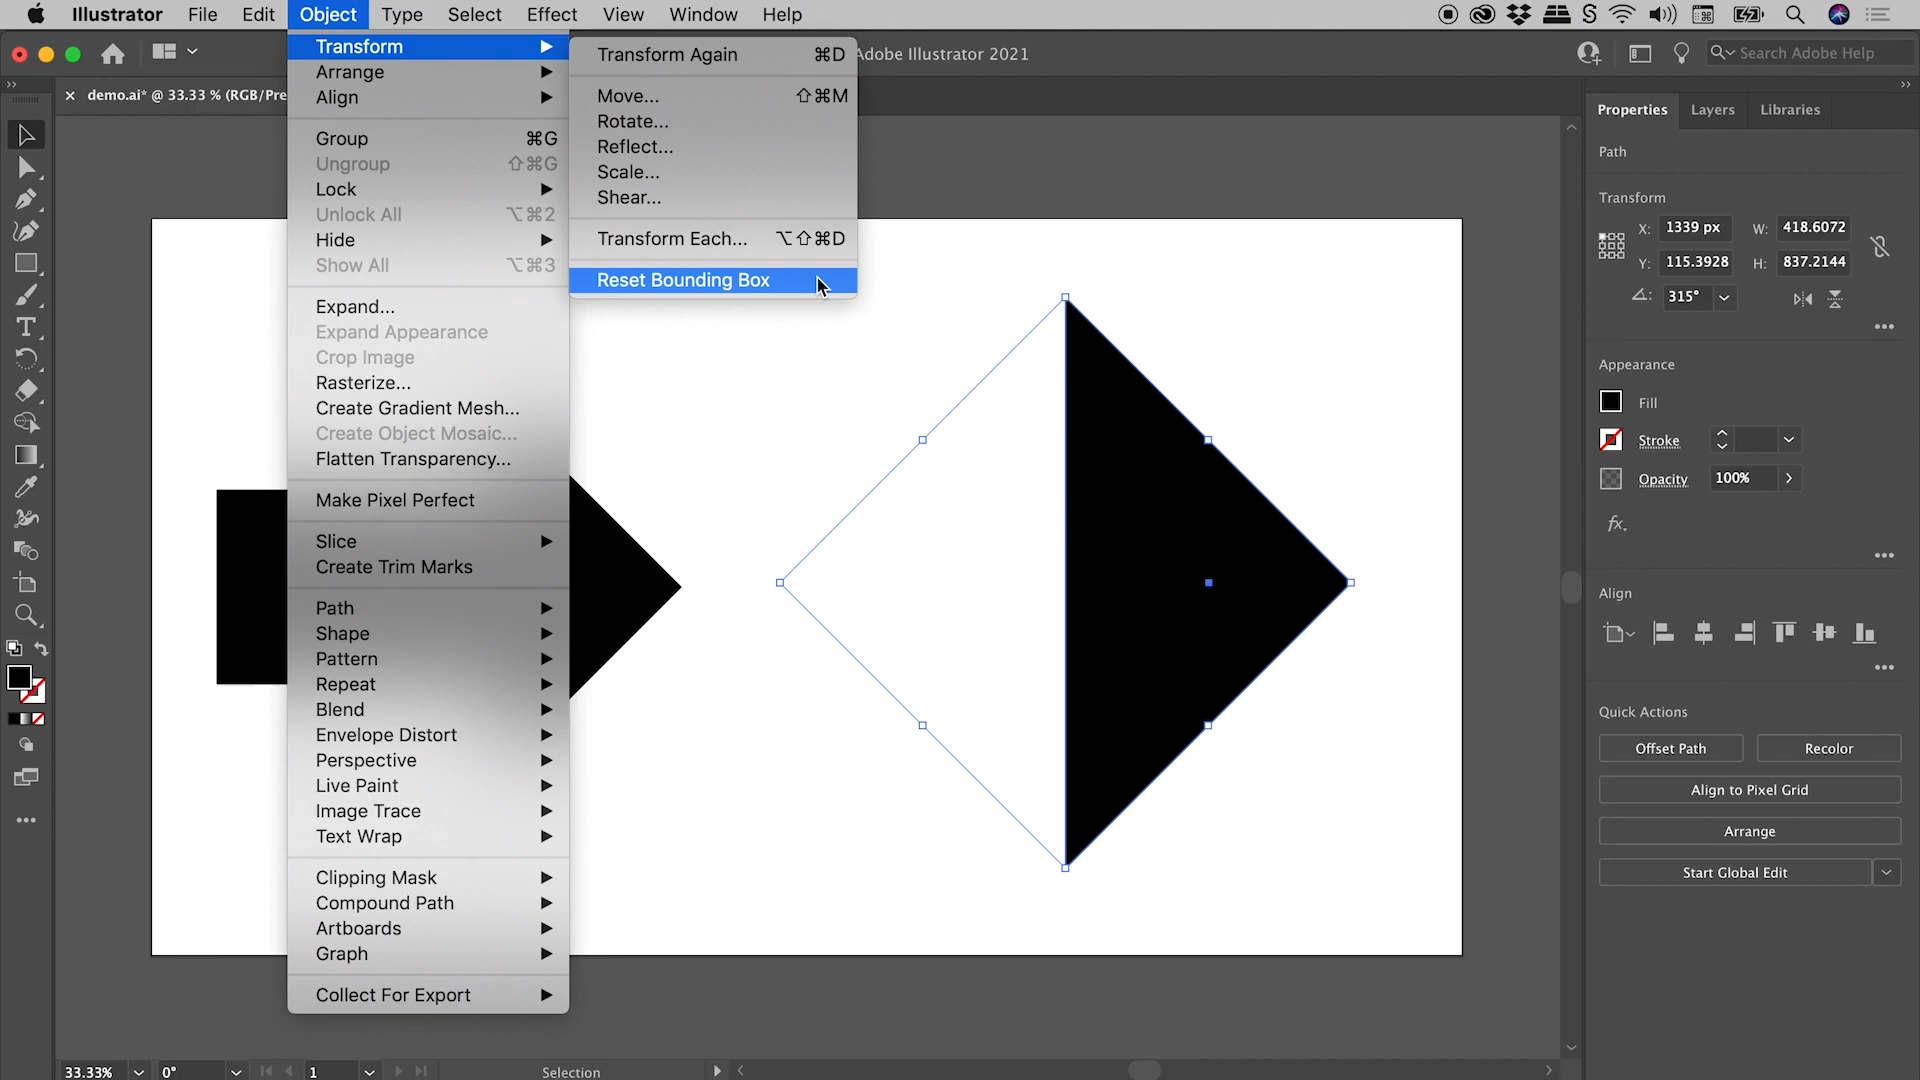 Illustrator File Edit Object Type Select Effect View Window Help
Adobe Illustrator 2021
Search Adobe Help
demo.ai* @ 33.33 % (RGB/Pre
Transform
Arrange
Align
Group ⌘G
Ungroup ⇧⌘G
Lock
Unlock All ⌥⌘2
Hide
Show All ⌥⌘3
Expand...
Expand Appearance
Crop Image
Rasterize...
Create Gradient Mesh...
Create Object Mosaic...
Flatten Transparency...
Make Pixel Perfect
Slice
Create Trim Marks
Path
Shape
Pattern
Repeat
Blend
Envelope Distort
Perspective
Live Paint
Image Trace
Text Wrap
Clipping Mask
Compound Path
Artboards
Graph
Collect For Export
Transform Again ⌘D
Move... ⇧⌘M
Rotate...
Reflect...
Scale...
Shear...
Transform Each... ⌥⇧⌘D
Reset Bounding Box
Properties Layers Libraries
Path
Transform
X: 1339 px W: 418.6072
Y: 115.3928 H: 837.2144
315°
Appearance
Fill
Stroke
Opacity 100%
fx.
Align
Quick Actions
Offset Path Recolor
Align to Pixel Grid
Arrange
Start Global Edit
33.33% 0° 1 Selection